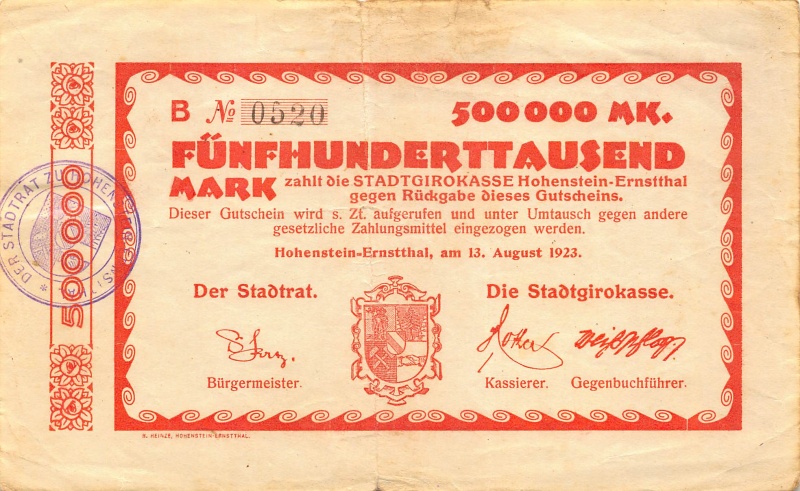 B № 0520
500000 MK.
FÜNFHUNDERTTAUSEND
MARK zahlt die STADTGIROKASSE Hohenstein-Ernstthal
gegen Rückgabe dieses Gutscheins.
Dieser Gutschein wird s. Zt. aufgerufen und unter Umtausch gegen andere
gesetzliche Zahlungsmittel eingezogen werden.
Hohenstein-Ernstthal, am 13. August 1923.
Der Stadtrat.
Die Stadtgirokasse.
Bürgermeister.
Kassierer.
Gegenbuchführer.
R. HEINZE, HOHENSTEIN-ERNSTTHAL.
500000
* DER STADTRAT ZU HOHEN